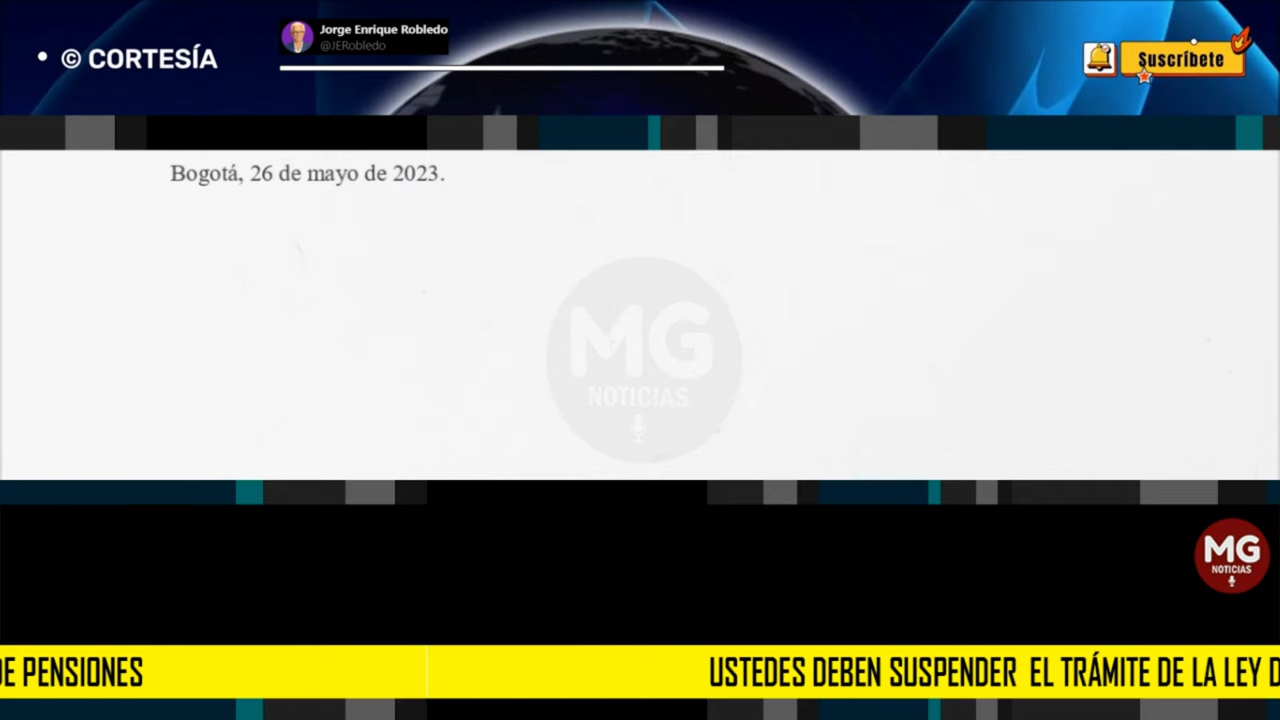 • © CORTESÍA
Jorge Enrique Robledo
@JERobledo
Suscríbete
Bogotá, 26 de mayo de 2023.
MG
NOTICIAS
MG
NOTICIAS
DE PENSIONES
USTEDES DEBEN SUSPENDER EL TRÁMITE DE LA LEY D